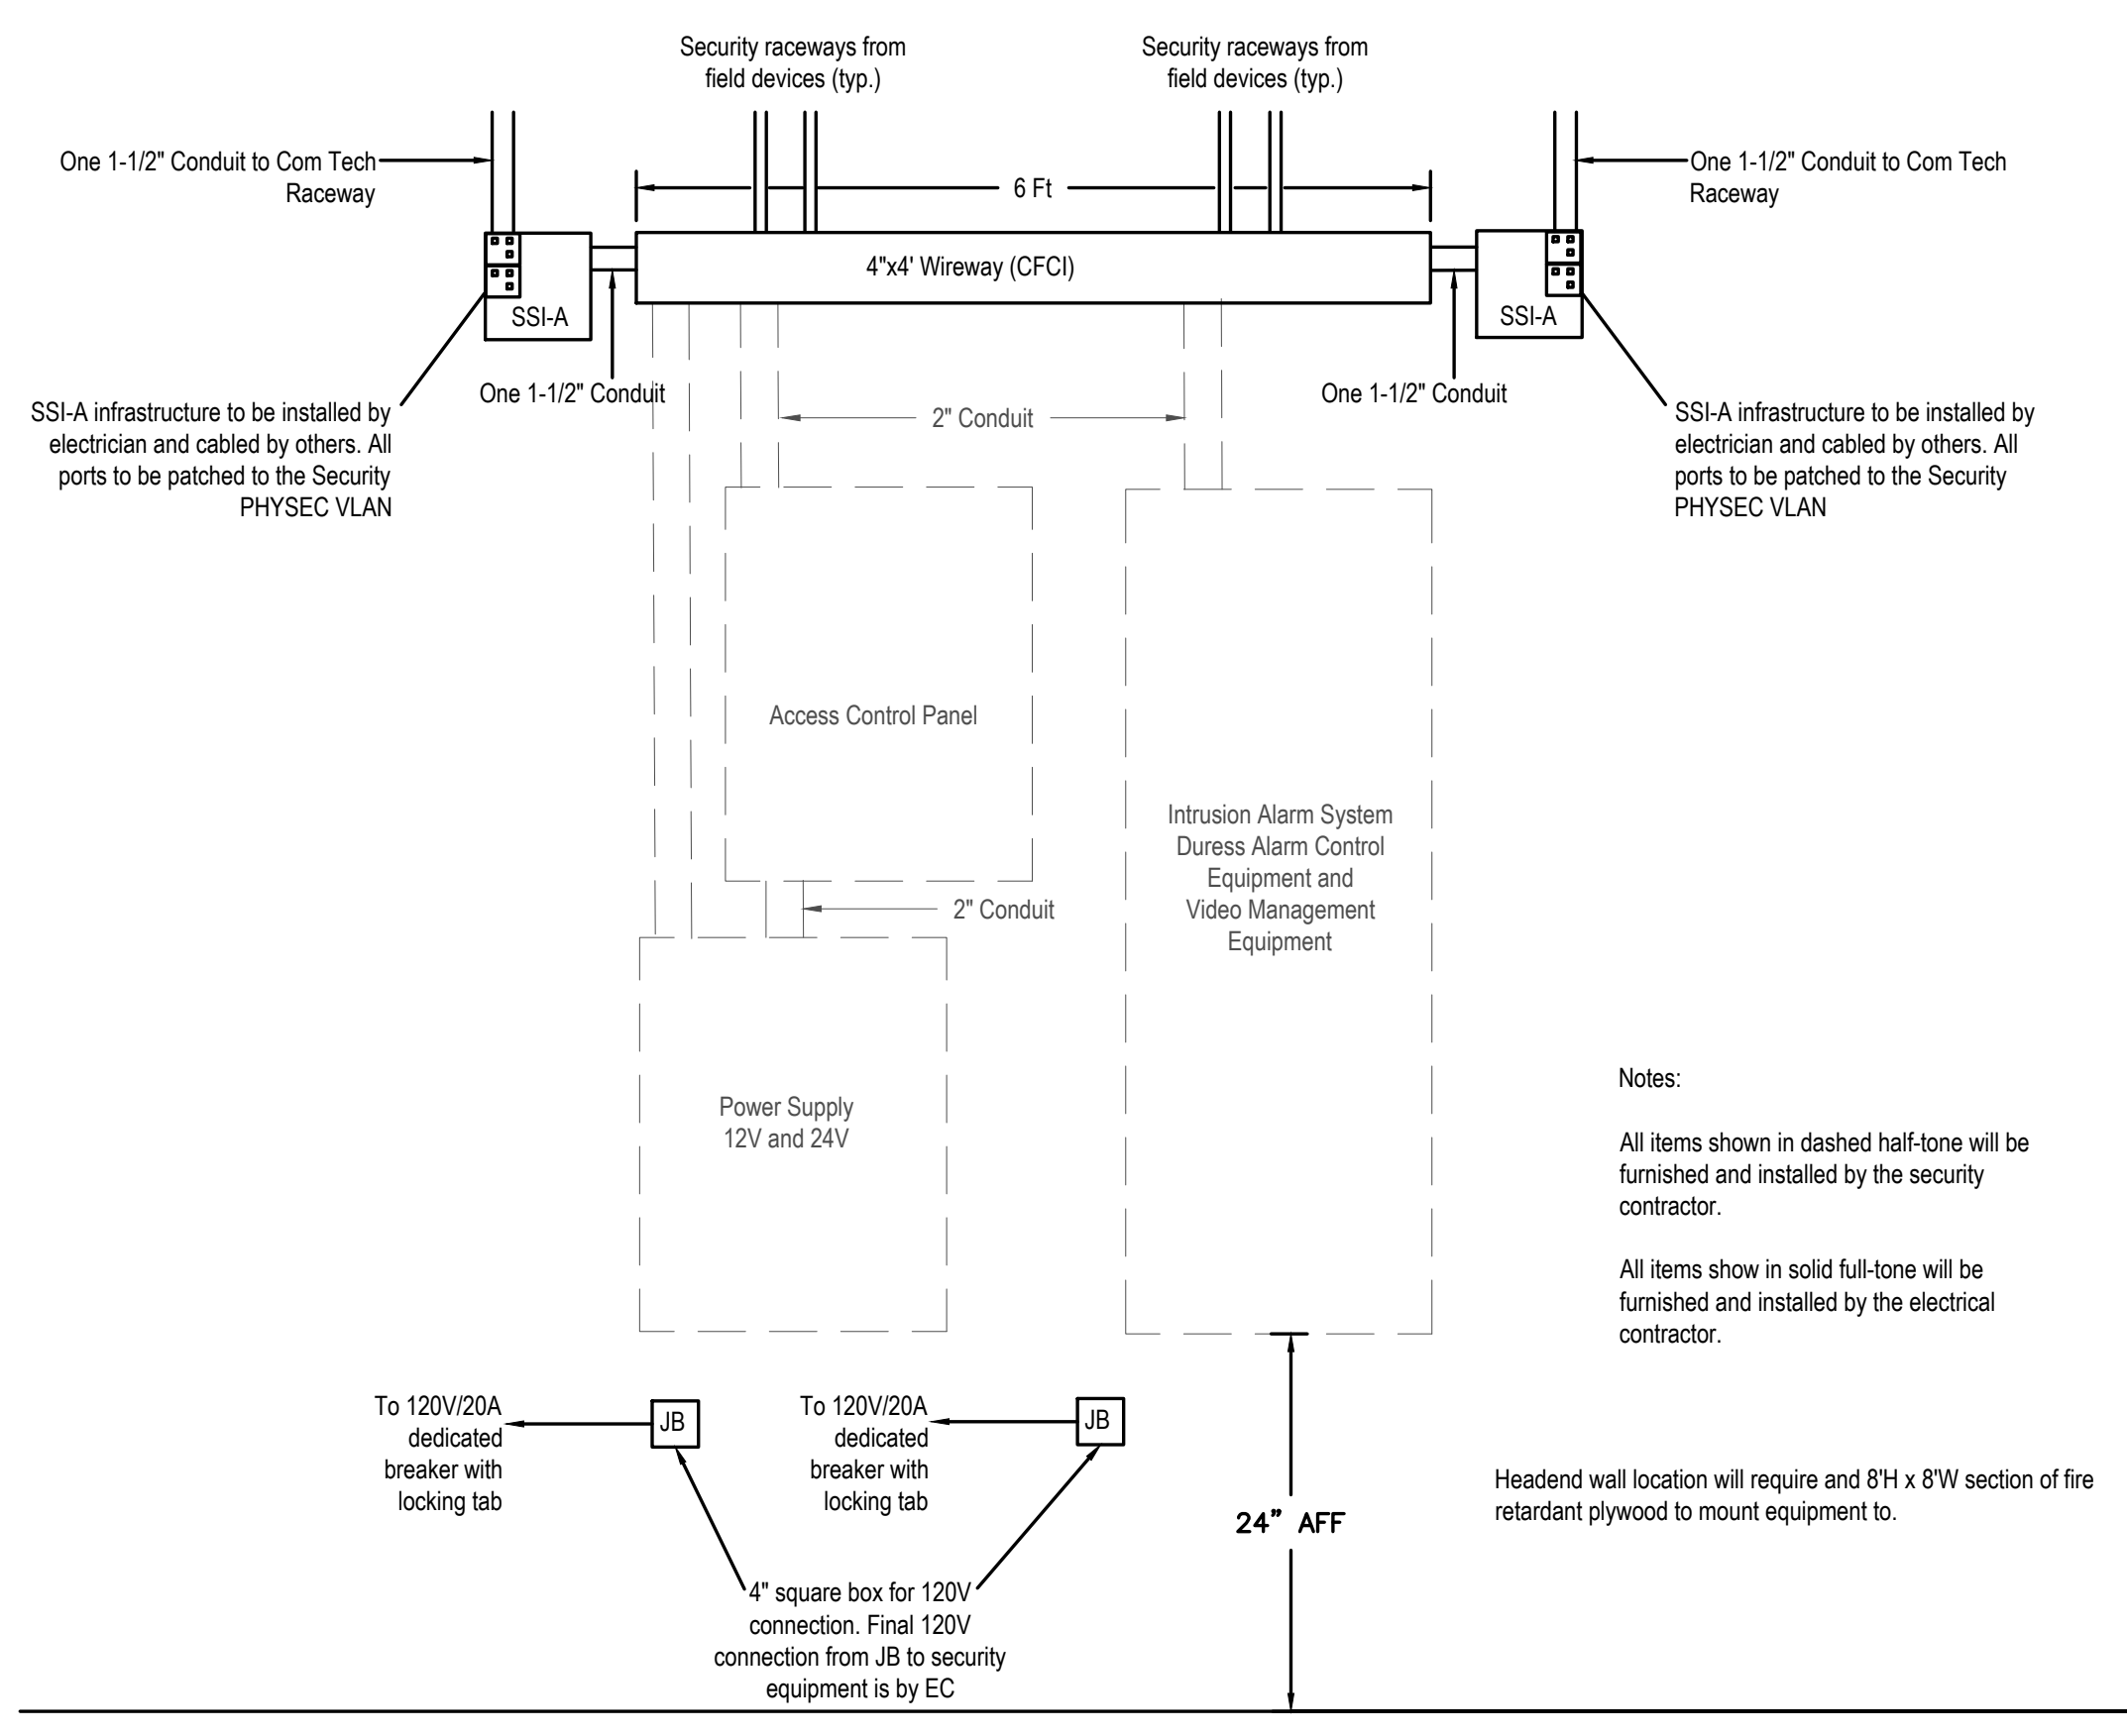 Security raceways from
field devices (typ.)
Security raceways from
field devices (typ.)
One 1-1/2" Conduit to Com Tech
Raceway
One 1-1/2" Conduit to Com Tech
Raceway
6 Ft
4"x4' Wireway (CFCI)
SSI-A
SSI-A
One 1-1/2" Conduit
One 1-1/2" Conduit
2" Conduit
SSI-A infrastructure to be installed by
electrician and cabled by others. All
ports to be patched to the Security
PHYSEC VLAN
SSI-A infrastructure to be installed by
electrician and cabled by others. All
ports to be patched to the Security
PHYSEC VLAN
Access Control Panel
Intrusion Alarm System
Duress Alarm Control
Equipment and
Video Management
Equipment
2" Conduit
Power Supply
12V and 24V
Notes:
All items shown in dashed half-tone will be
furnished and installed by the security
contractor.
All items show in solid full-tone will be
furnished and installed by the electrical
contractor.
To 120V/20A
dedicated
breaker with
locking tab
JB
To 120V/20A
dedicated
breaker with
locking tab
JB
Headend wall location will require and 8'H x 8'W section of fire
retardant plywood to mount equipment to.
24” AFF
4" square box for 120V
connection. Final 120V
connection from JB to security
equipment is by EC